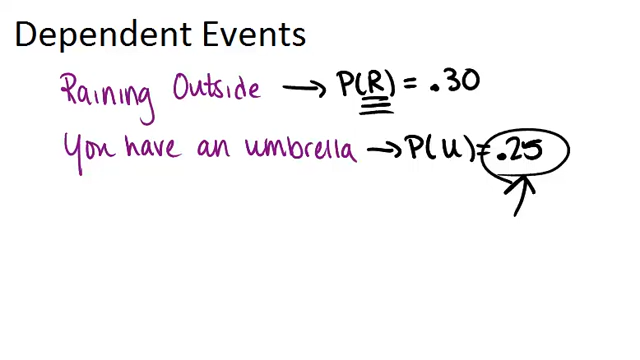 Dependent Events
Raining Outside → P(R) = .30
You have an umbrella → P(U) = .25